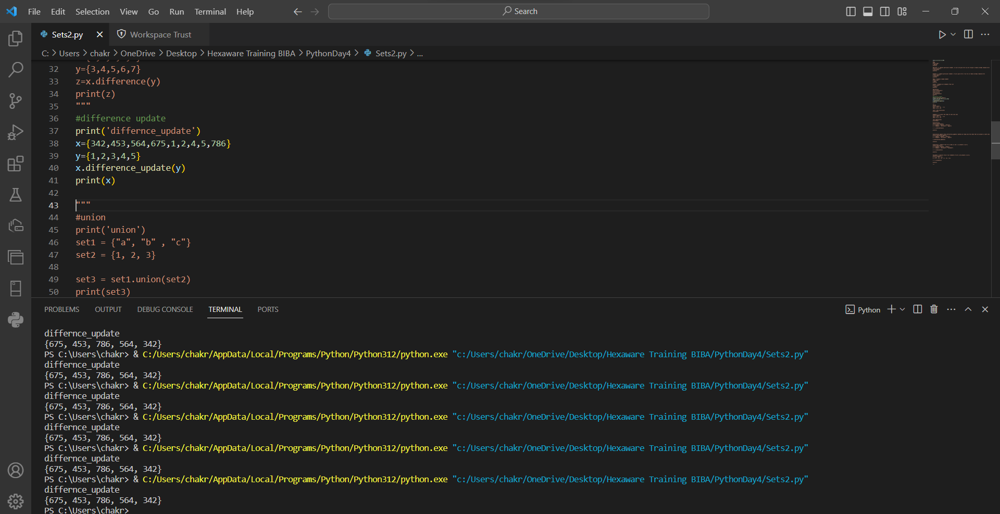 File Edit Selection View Go Run Terminal Help Search
Sets2.py Workspace Trust
C: > Users > chakr > OneDrive > Desktop > Hexaware Training BIBA > PythonDay4 > Sets2.py > ...
32 y={3,4,5,6,7}
33 z=x.difference(y)
34 print(z)
35 """
36 #difference update
37 print('differnce_update')
38 x={342,453,564,675,1,2,4,5,786}
39 y={1,2,3,4,5}
40 x.difference_update(y)
41 print(x)
42
43 """
44 #union
45 print('union')
46 set1 = {"a", "b" , "c"}
47 set2 = {1, 2, 3}
48
49 set3 = set1.union(set2)
50 print(set3)
PROBLEMS OUTPUT DEBUG CONSOLE TERMINAL PORTS Python
differnce_update
{675, 453, 786, 564, 342}
PS C:\Users\chakr> & C:/Users/chakr/AppData/Local/Programs/Python/Python312/python.exe "c:/Users/chakr/OneDrive/Desktop/Hexaware Training BIBA/PythonDay4/Sets2.py"
differnce_update
{675, 453, 786, 564, 342}
PS C:\Users\chakr> & C:/Users/chakr/AppData/Local/Programs/Python/Python312/python.exe "c:/Users/chakr/OneDrive/Desktop/Hexaware Training BIBA/PythonDay4/Sets2.py"
differnce_update
{675, 453, 786, 564, 342}
PS C:\Users\chakr> & C:/Users/chakr/AppData/Local/Programs/Python/Python312/python.exe "c:/Users/chakr/OneDrive/Desktop/Hexaware Training BIBA/PythonDay4/Sets2.py"
differnce_update
{675, 453, 786, 564, 342}
PS C:\Users\chakr> & C:/Users/chakr/AppData/Local/Programs/Python/Python312/python.exe "c:/Users/chakr/OneDrive/Desktop/Hexaware Training BIBA/PythonDay4/Sets2.py"
differnce_update
{675, 453, 786, 564, 342}
PS C:\Users\chakr> & C:/Users/chakr/AppData/Local/Programs/Python/Python312/python.exe "c:/Users/chakr/OneDrive/Desktop/Hexaware Training BIBA/PythonDay4/Sets2.py"
differnce_update
{675, 453, 786, 564, 342}
PS C:\Users\chakr>